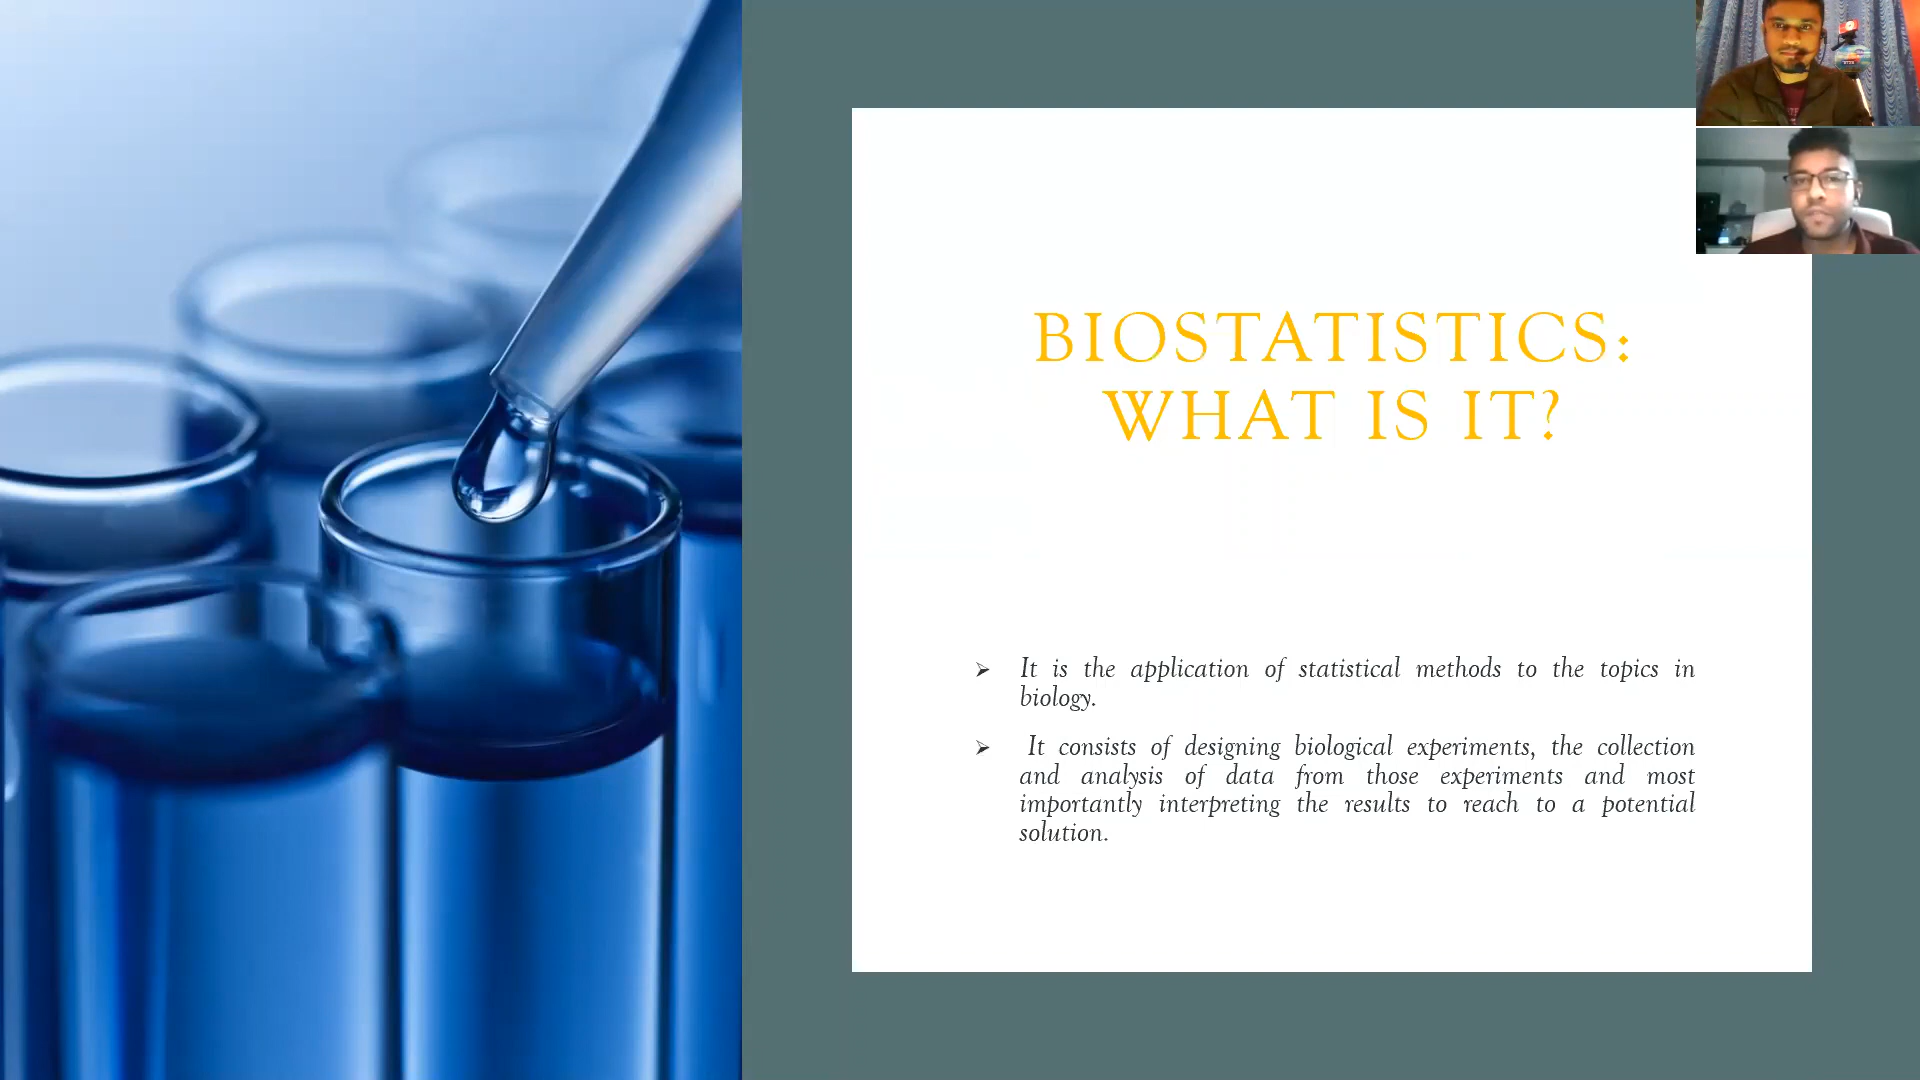 BIOSTATISTICS:
WHAT IS IT?
➢ It is the application of statistical methods to the topics in
biology.
➢ It consists of designing biological experiments, the collection
and analysis of data from those experiments and most
importantly interpreting the results to reach to a potential
solution.